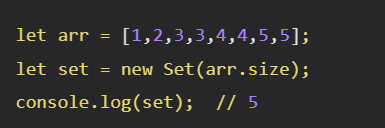 let arr = [1,2,3,3,4,4,5,5];
let set = new Set(arr.size);
console.log(set);  // 5